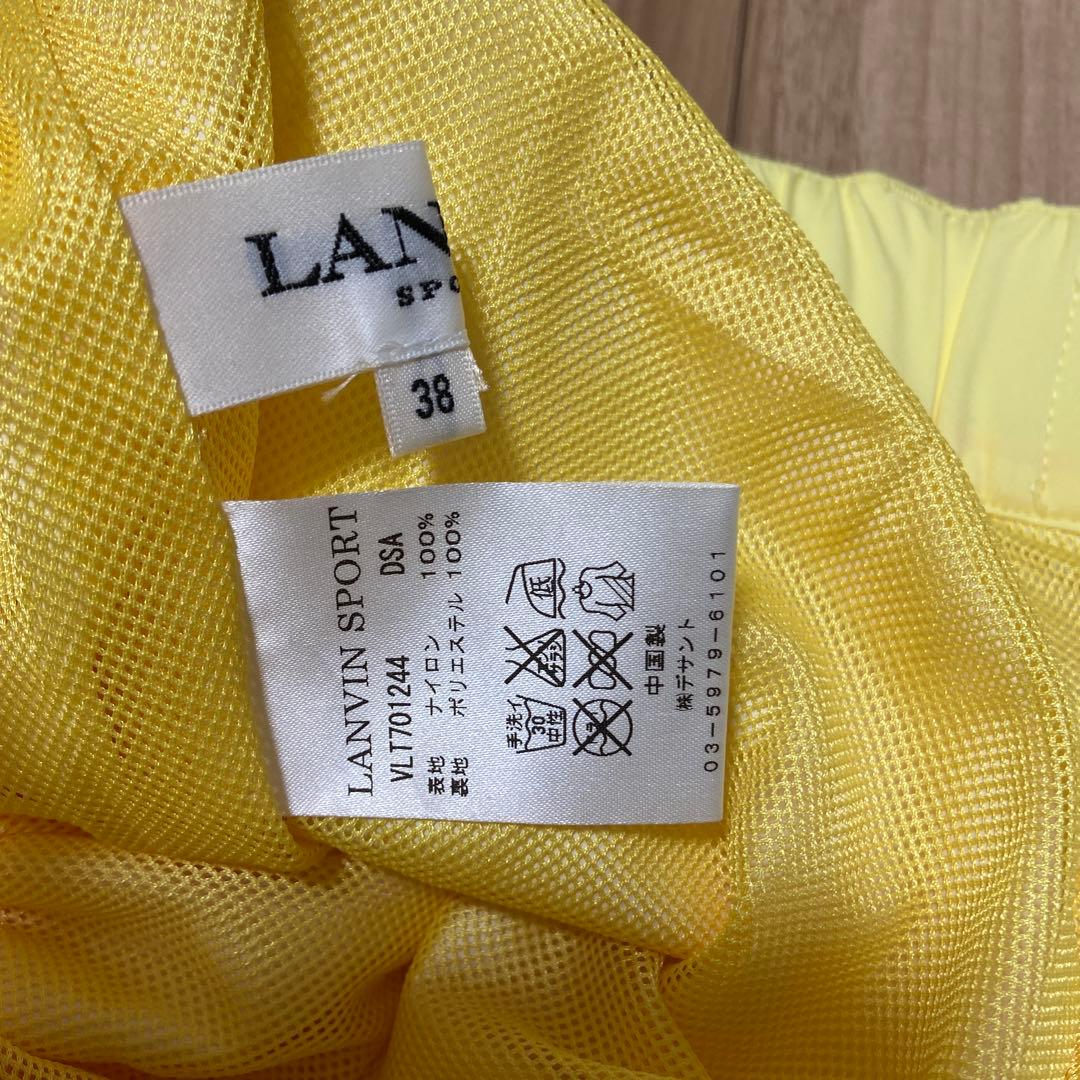 LAN
SPO
38
LANVIN SPORT
VLT701244 DSA
表地 ナイロン 100%
裏地 ポリエステル 100%
手洗イ
30
中性
低
中国製
㈱デサント
03-5979-6101